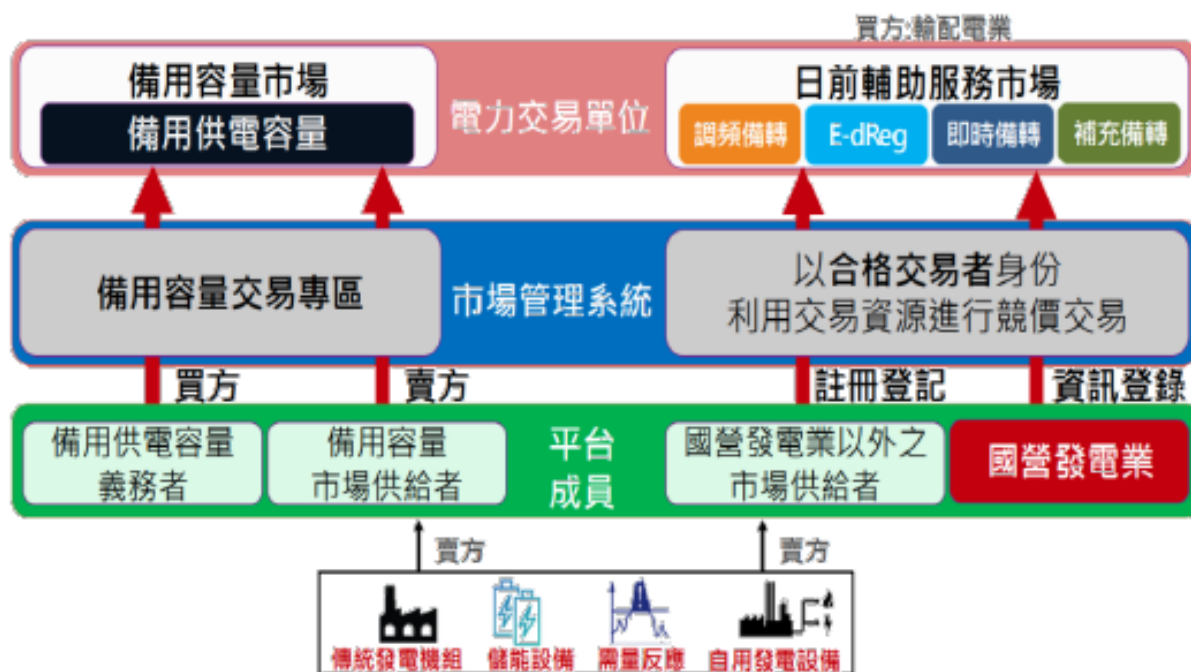 買方:輸配電業
備用容量市場
備用供電容量
電力交易單位
日前輔助服務市場
調頻備轉
E-dReg
即時備轉
補充備轉
備用容量交易專區
市場管理系統
以合格交易者身份
利用交易資源進行競價交易
買方
賣方
註冊登記
資訊登錄
備用供電容量
義務者
備用容量
市場供給者
平台
成員
國營發電業以外之
市場供給者
國營發電業
賣方
賣方
傳統發電機組
儲能設備
需量反應
自用發電設備